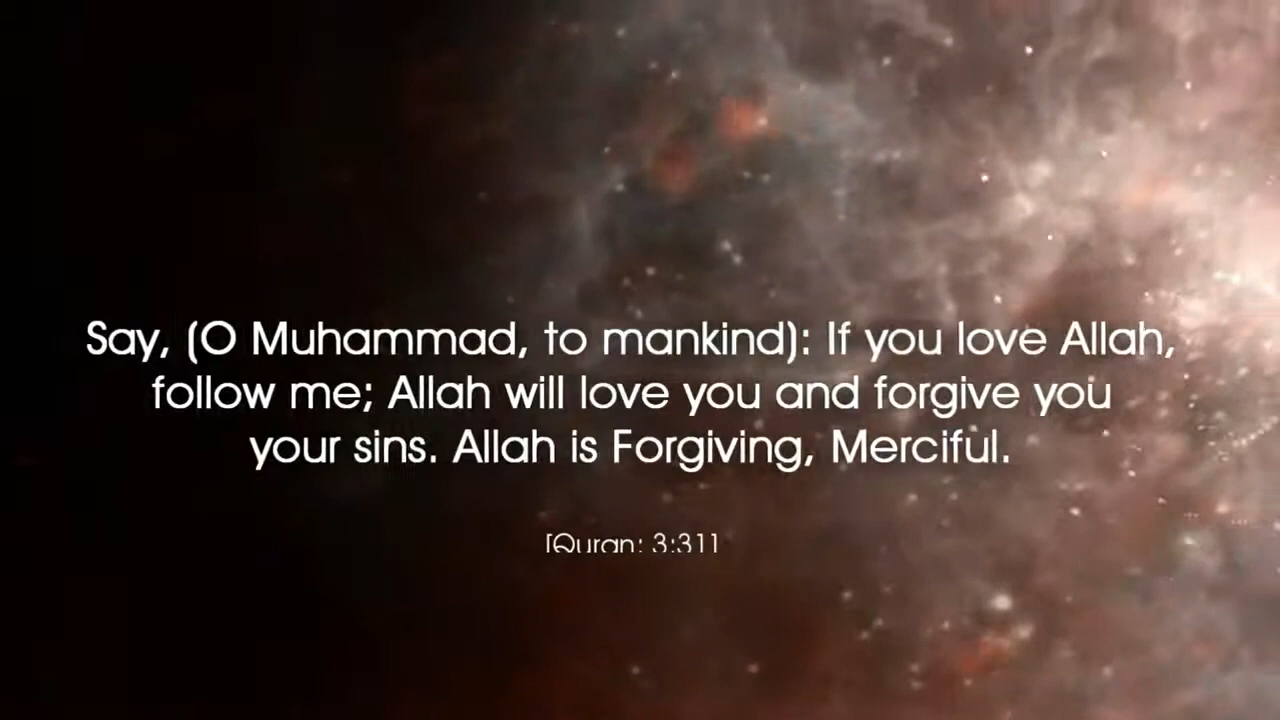 Say, (O Muhammad, to mankind): If you love Allah,
follow me; Allah will love you and forgive you
your sins. Allah is Forgiving, Merciful.
[Quran: 3:31]